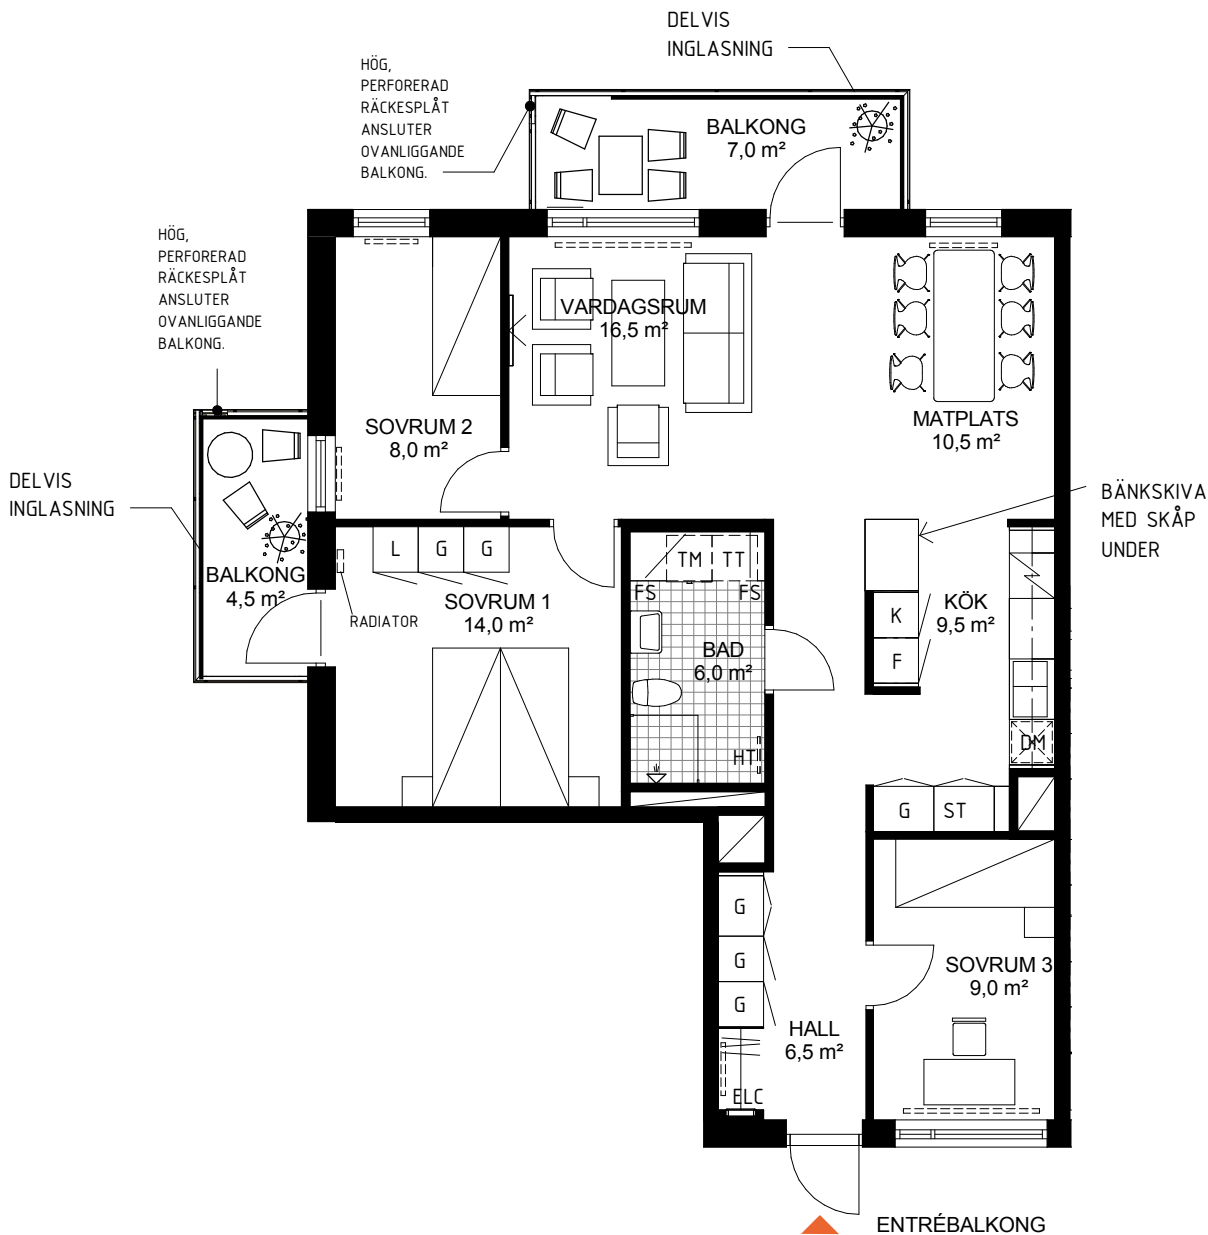 DELVIS
INGLASNING
HÖG,
PERFORERAD
RÄCKESPLÅT
ANSLUTER
OVANLIGGANDE
BALKONG.
BALKONG
7,0 m²
HÖG,
PERFORERAD
RÄCKESPLÅT
ANSLUTER
OVANLIGGANDE
BALKONG.
VARDAGSRUM
16,5 m²
SOVRUM 2
8,0 m²
MATPLATS
10,5 m²
DELVIS
INGLASNING
BÄNKSKIVA
MED SKÅP
UNDER
L G G
TM TT
FS FS
BALKONG
4,5 m²
RADIATOR
SOVRUM 1
14,0 m²
K
F
KÖK
9,5 m²
BAD
6,0 m²
HT
DM
G ST
G
G
G
SOVRUM 3
9,0 m²
HALL
6,5 m²
ELC
ENTRÉBALKONG